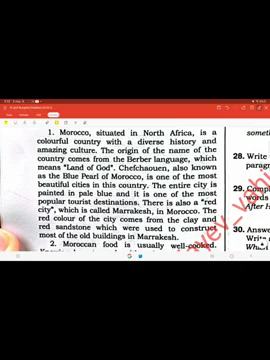 1. Morocco, situated in North Africa, is a
colourful country with a diverse history and
amazing culture. The origin of the name of the
country comes from the Berber language, which
means "Land of God". Chefchaouen, also known
as the Blue Pearl of Morocco, is one of the most
beautiful cities in this country. The entire city is
painted in pale blue and it is one of the most
popular tourist destinations. There is also a "red
city", which is called Marrakesh, in Morocco. The
red colour of the city comes from the clay and
red sandstone which were used to construct
most of the old buildings in Marrakesh.
2. Moroccan food is usually well-cooked.
28. Write
29.
words
After H
30.